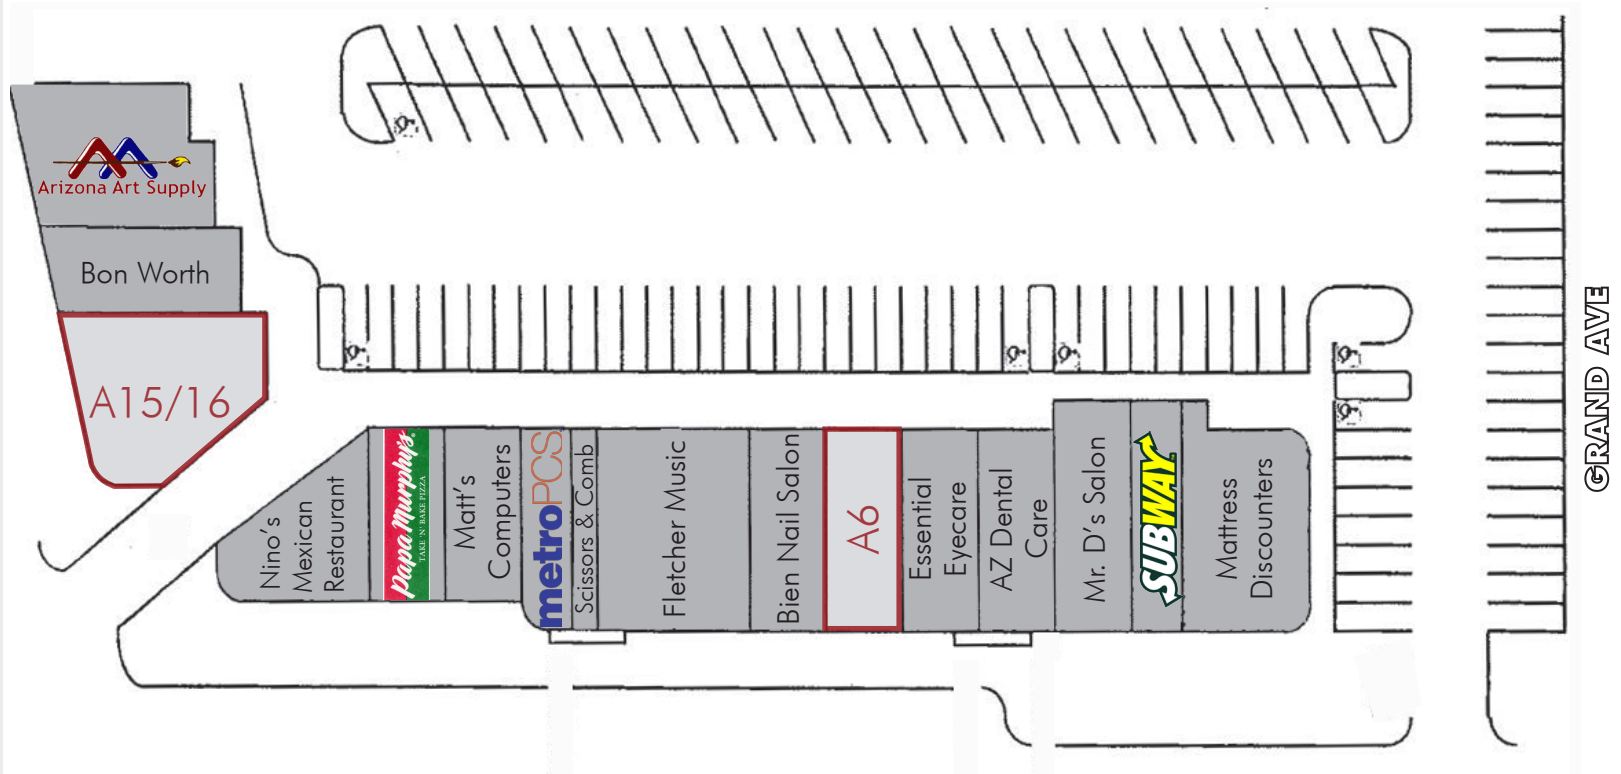 Arizona Art Supply
Bon Worth
A15/16
Nino's
Mexican
Restaurant
Papa Murphy's
TAKE 'N' BAKE PIZZA
Matt's
Computers
metroPCS
Scissors & Comb
Fletcher Music
Bien Nail Salon
A6
Essential
Eyecare
AZ Dental
Care
Mr. D's Salon
SUBWAY
Mattress
Discounters
GRAND AVE